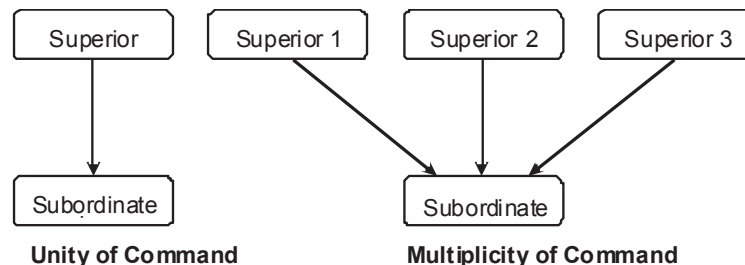 Superior Superior 1 Superior 2 Superior 3
Subordinate Subordinate
Unity of Command Multiplicity of Command